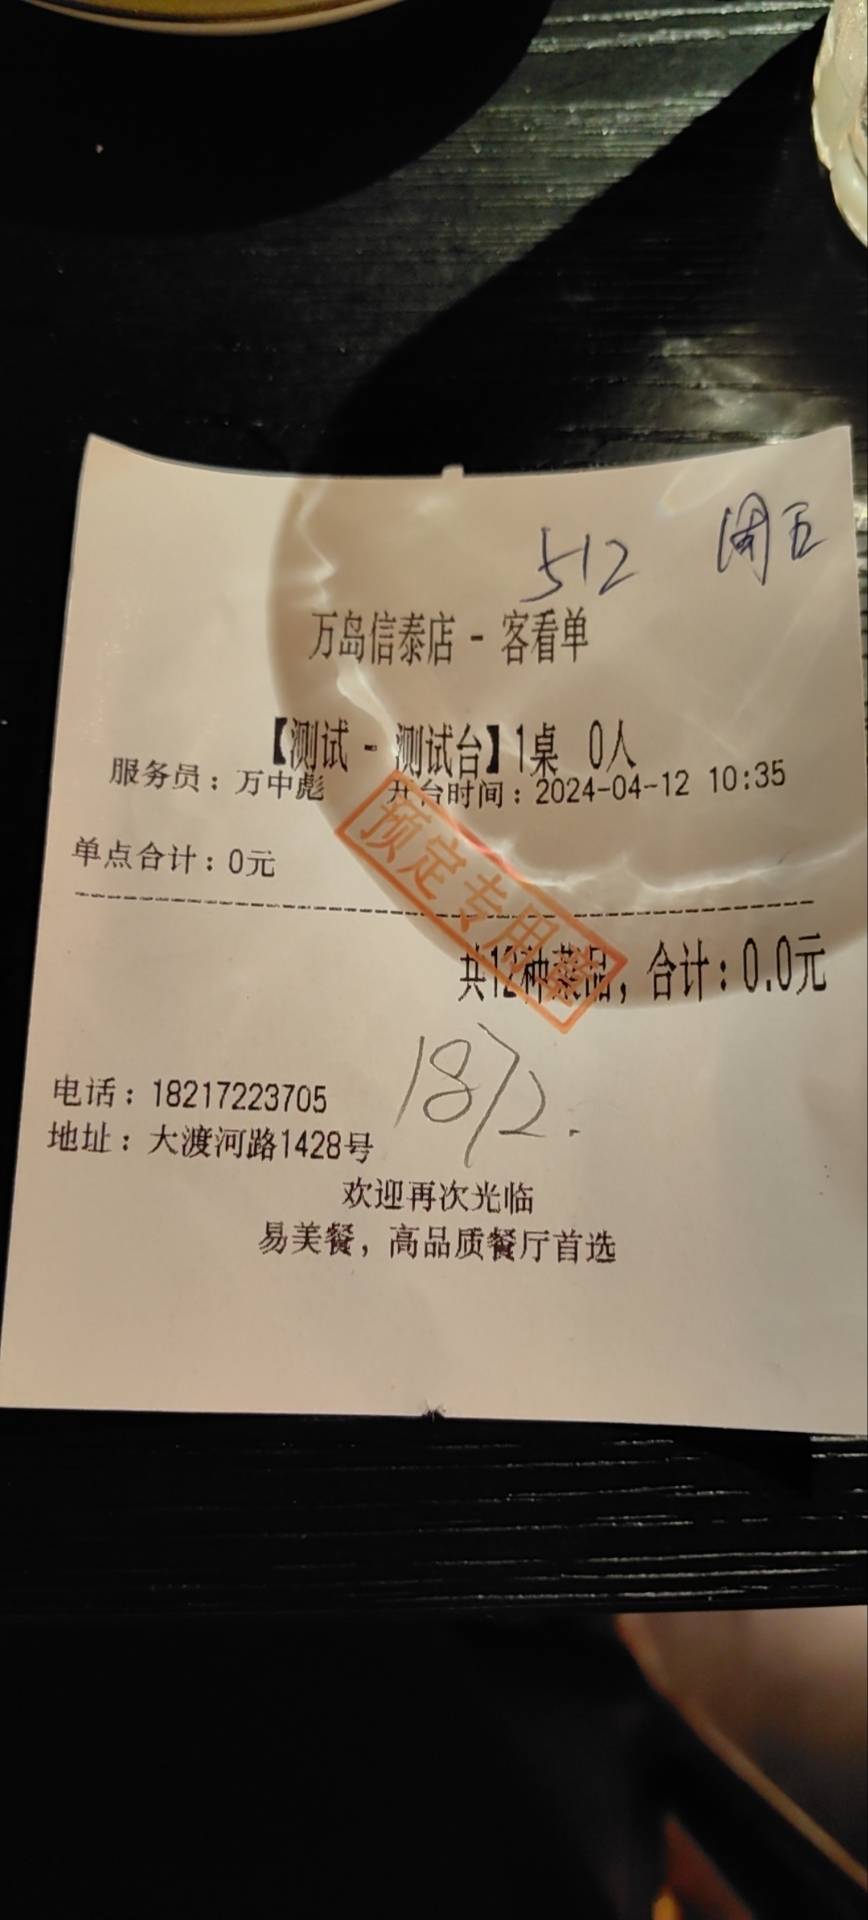 512 周五
万岛信泰店 - 客看单
【测试 - 测试台】1桌 0人
服务员：万中彪 开台时间：2024-04-12 10:35
单点合计：0元
预定专用章
共12种菜品，合计：0.0元
1872.
电话：18217223705
地址：大渡河路1428号
欢迎再次光临
易美餐，高品质餐厅首选